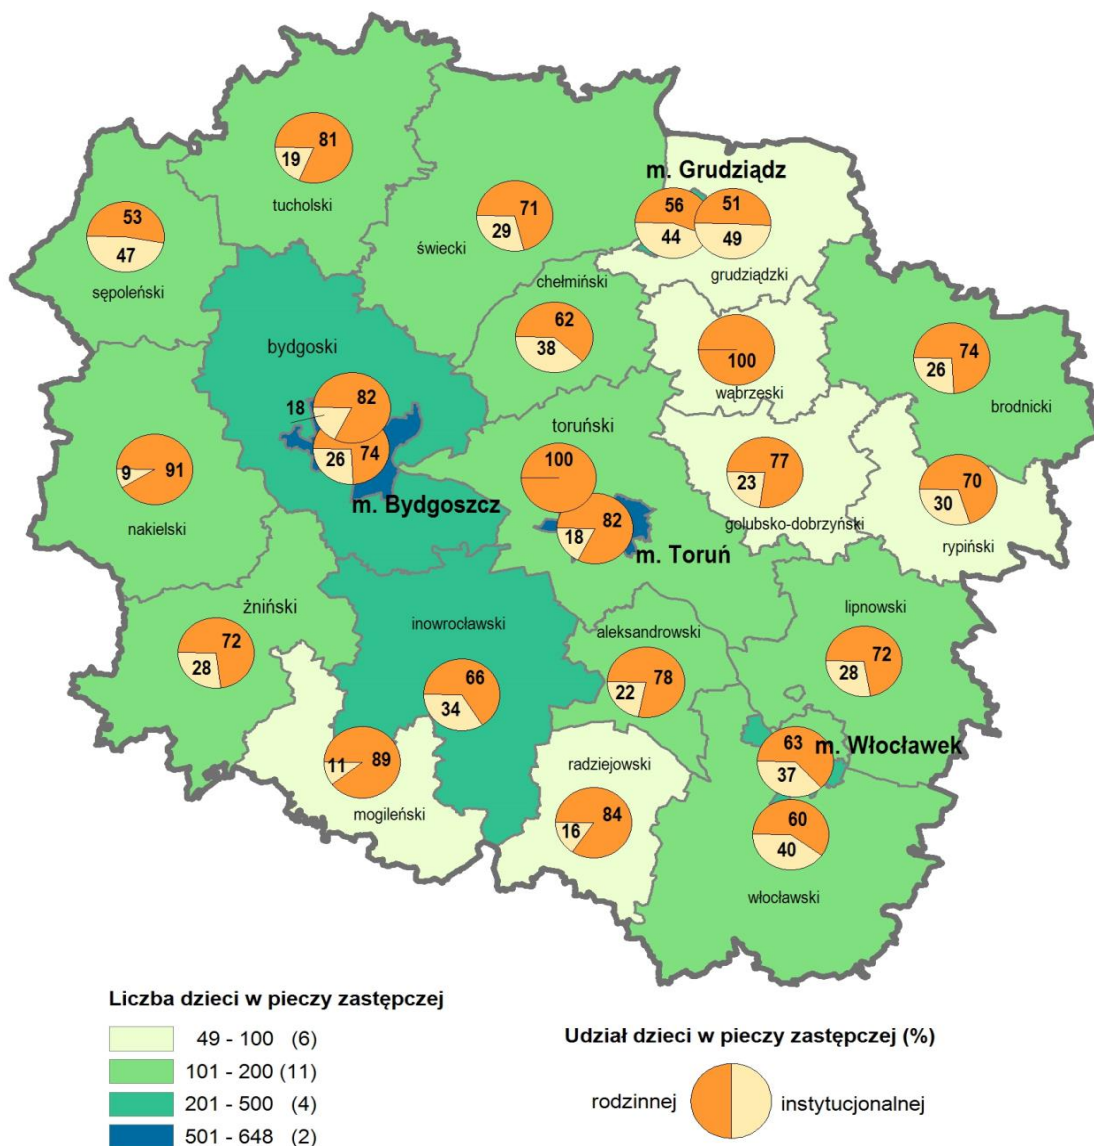 81
19
tucholski
m. Grudziądz
53
47
sępoleński
71
29
świecki
56
44
51
49
grudziądzki
chełmiński
62
38
100
wąbrzeski
74
26
brodnicki
bydgoski
18
82
26
74
m. Bydgoszcz
toruński
100
82
18
m. Toruń
77
23
golubsko-dobrzyński
70
30
rypiński
9
91
nakielski
żniński
72
28
inowrocławski
66
34
aleksandrowski
78
22
lipnowski
72
28
11
89
mogileński
radziejowski
84
16
63
m. Włocławek
37
60
40
włocławski
Liczba dzieci w pieczy zastępczej
49 - 100 (6)
101 - 200 (11)
201 - 500 (4)
501 - 648 (2)
Udział dzieci w pieczy zastępczej (%)
rodzinnej
instytucjonalnej